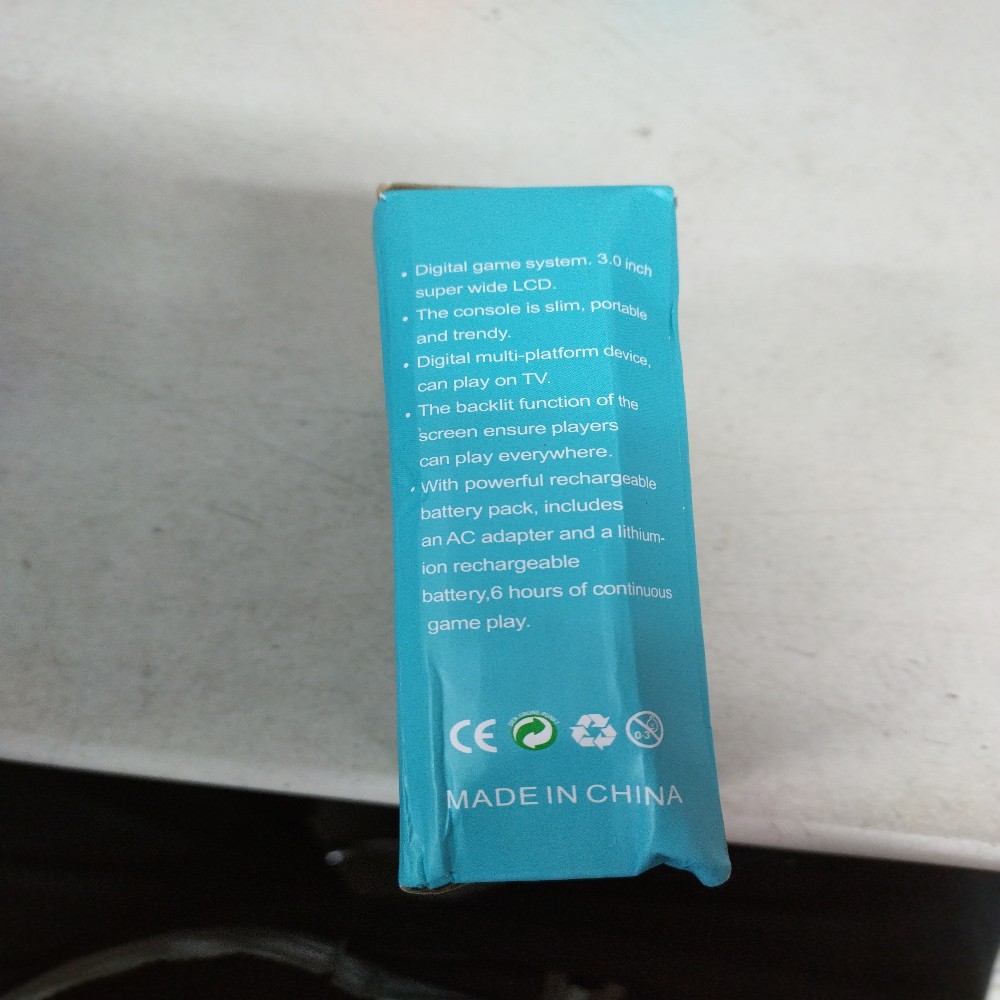 • Digital game system. 3.0 inch
super wide LCD.
• The console is slim, portable
and trendy.
• Digital multi-platform device,
can play on TV.
• The backlit function of the
screen ensure players
can play everywhere.
• With powerful rechargeable
battery pack, includes
an AC adapter and a lithium-
ion rechargeable
battery,6 hours of continuous
game play.
CE
0-3
MADE IN CHINA